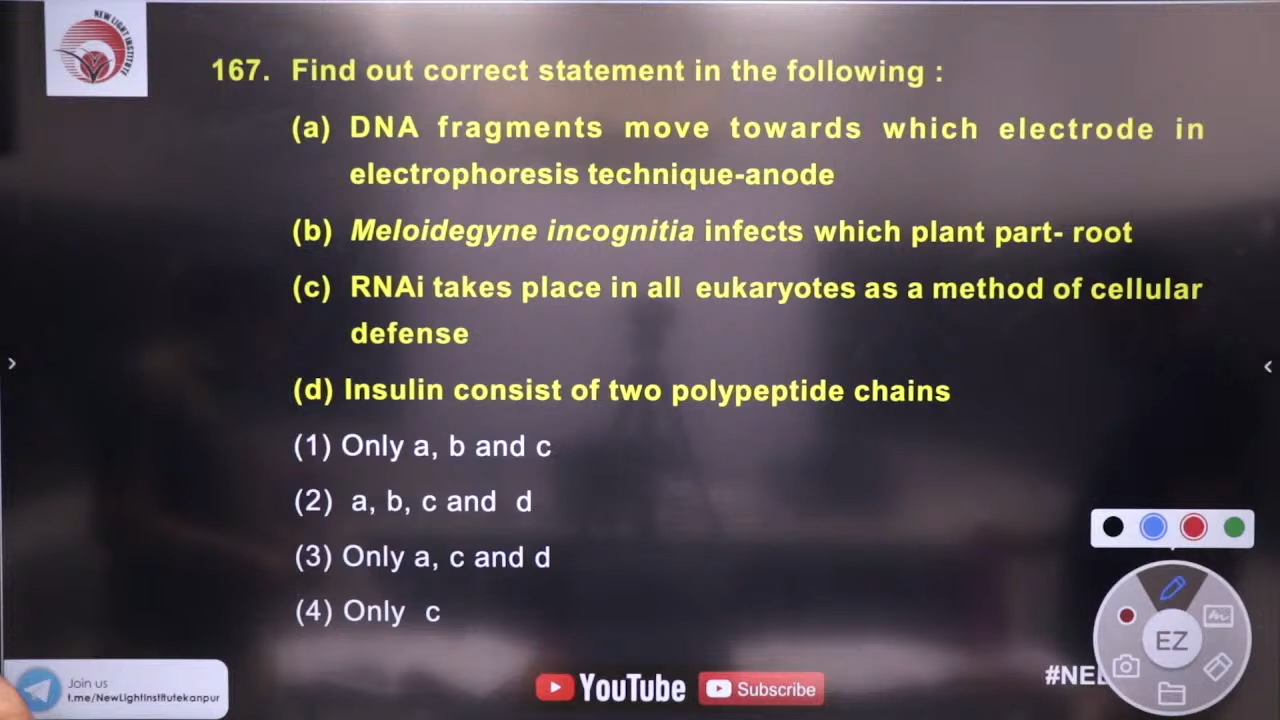 NEW LIGHT INSTITUTE
167. Find out correct statement in the following :
(a) DNA fragments move towards which electrode in
electrophoresis technique-anode
(b) Meloidegyne incognitia infects which plant part- root
(c) RNAi takes place in all eukaryotes as a method of cellular
defense
(d) Insulin consist of two polypeptide chains
(1) Only a, b and c
(2) a, b, c and d
(3) Only a, c and d
(4) Only c
EZ
Join us
t.me/NewLightInstitutekanpur
YouTube
Subscribe